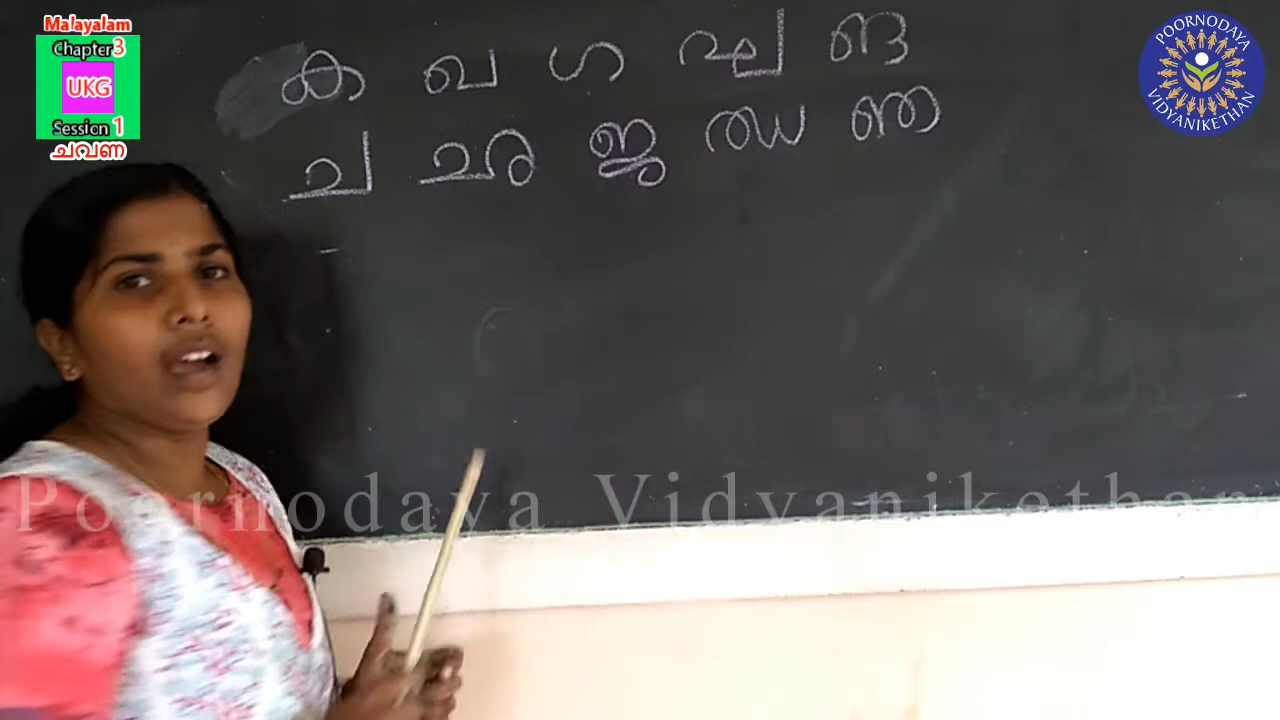 Malayalam
Chapter 3
UKG
Session 1
ചവണ
ക ഖ ഗ ഘ ങ
ച ഛ ജ ഝ ഞ
POORNODAYA
VIDYANIKETHAN
Poornodaya Vidyanikethan